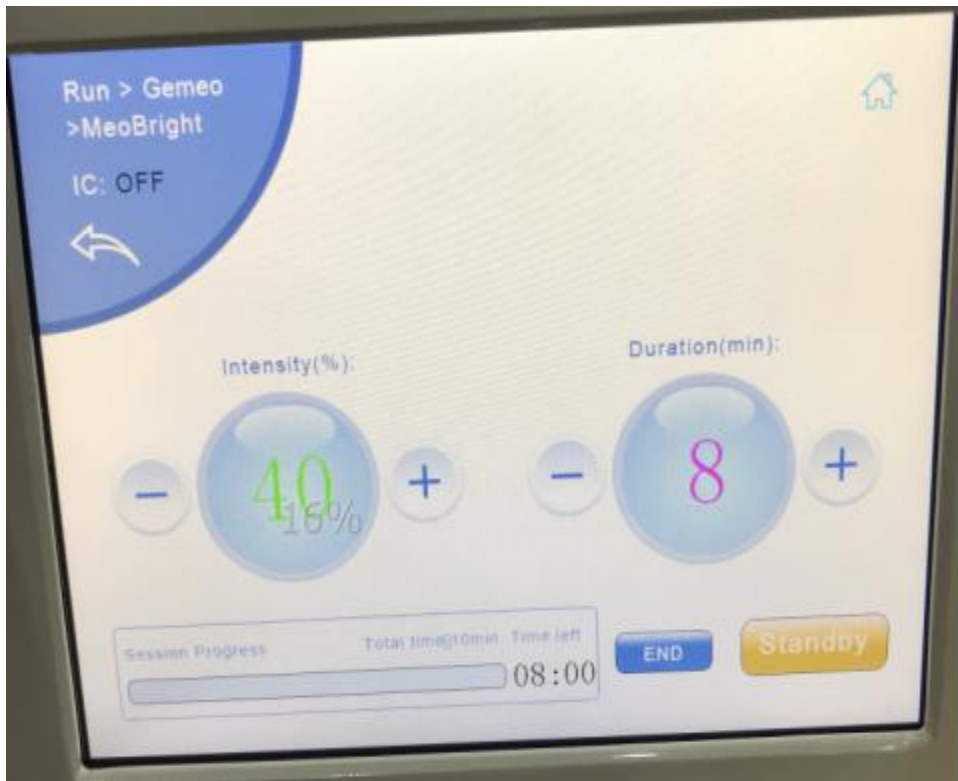 Run > Gemeo
>MeoBright
IC: OFF
Intensity(%):
Duration(min):
− 40 +
16%
− 8 +
Session Progress
Total time 10min
Time left
08:00
END
Standby